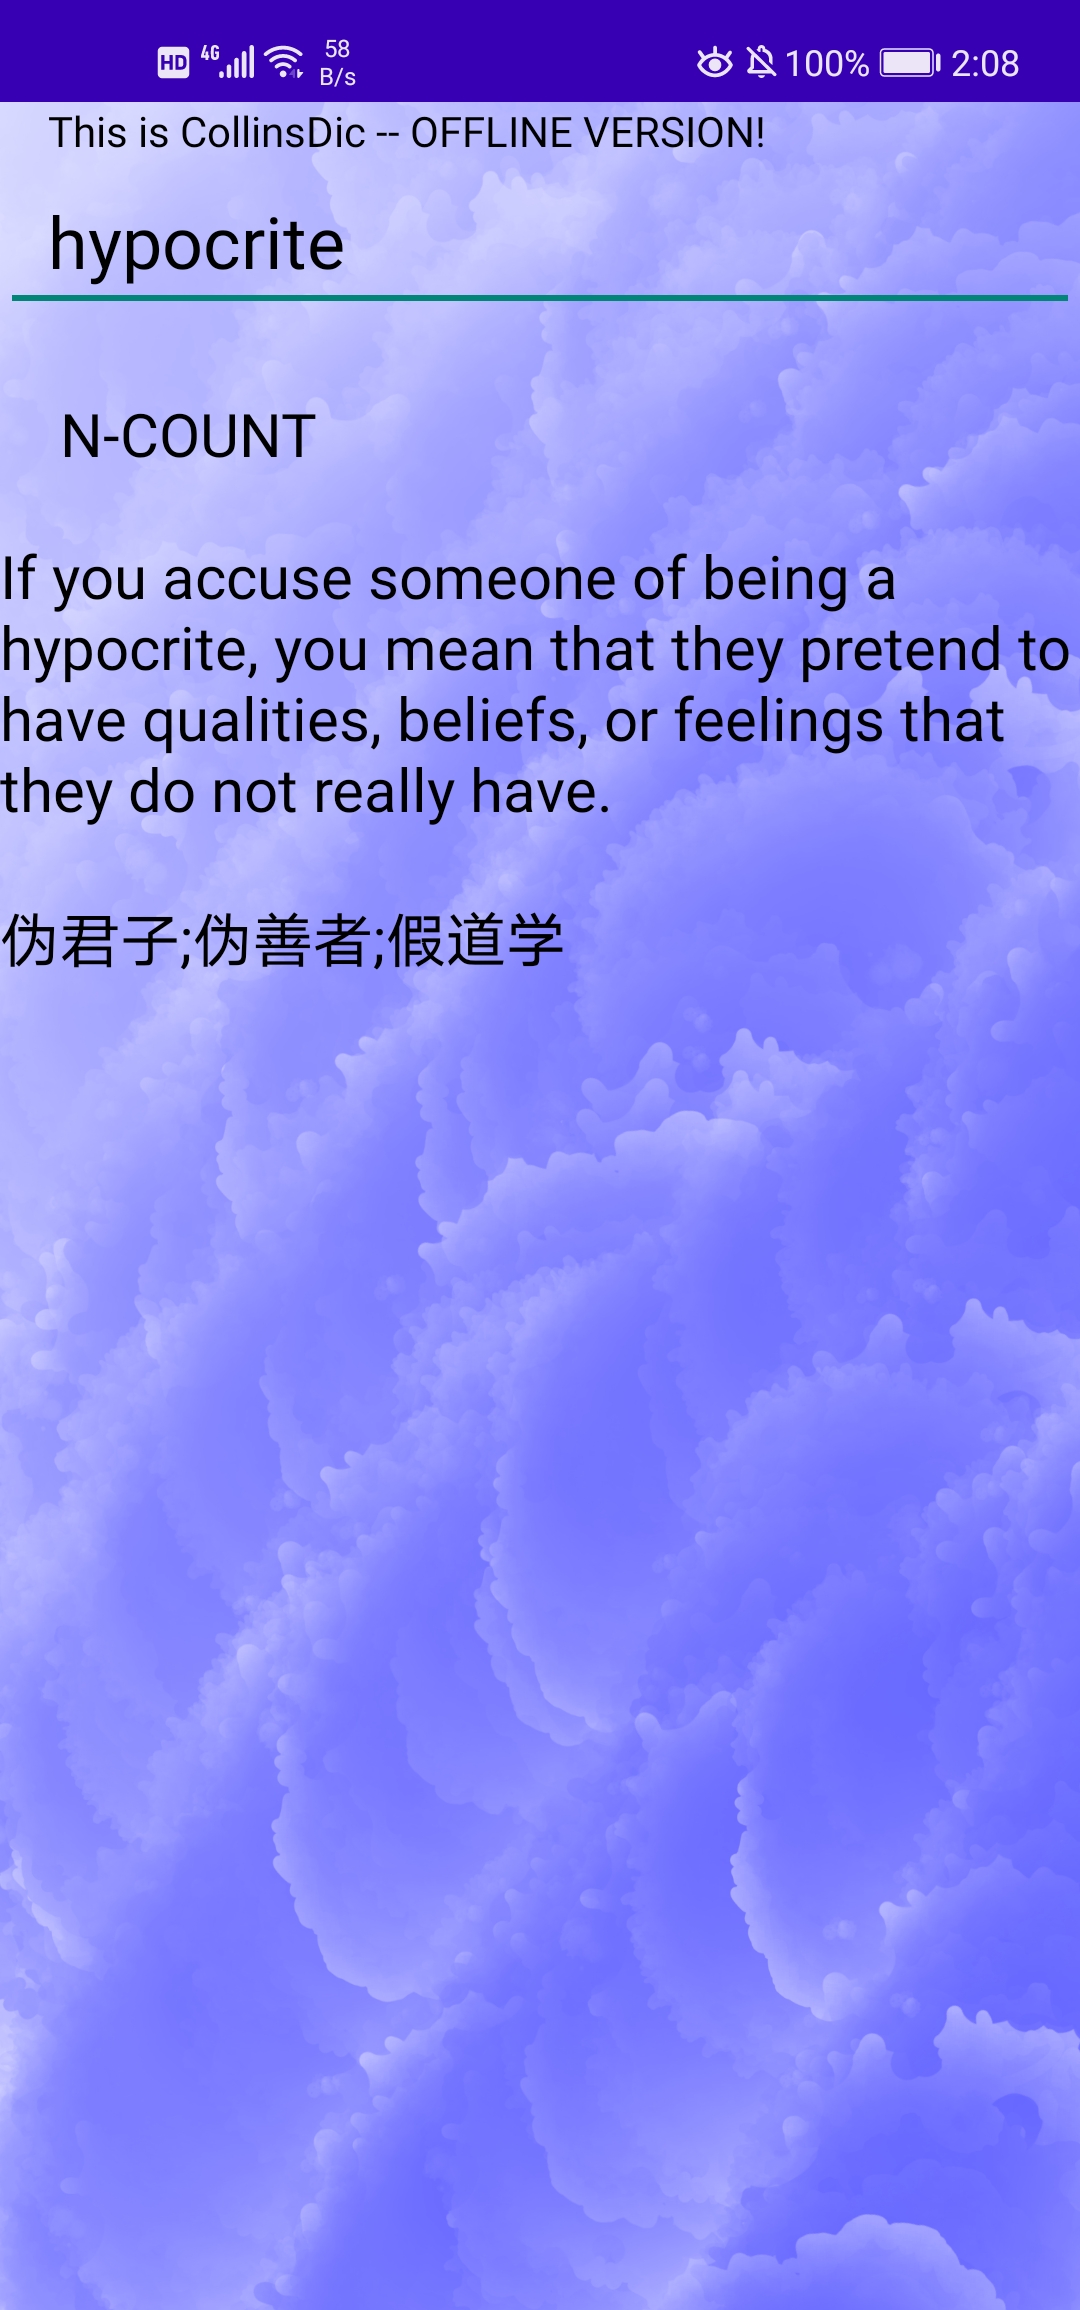 HD 4G 58 B/s 100% 2:08
This is CollinsDic -- OFFLINE VERSION!
hypocrite
N-COUNT
If you accuse someone of being a
hypocrite, you mean that they pretend to
have qualities, beliefs, or feelings that
they do not really have.
伪君子;伪善者;假道学